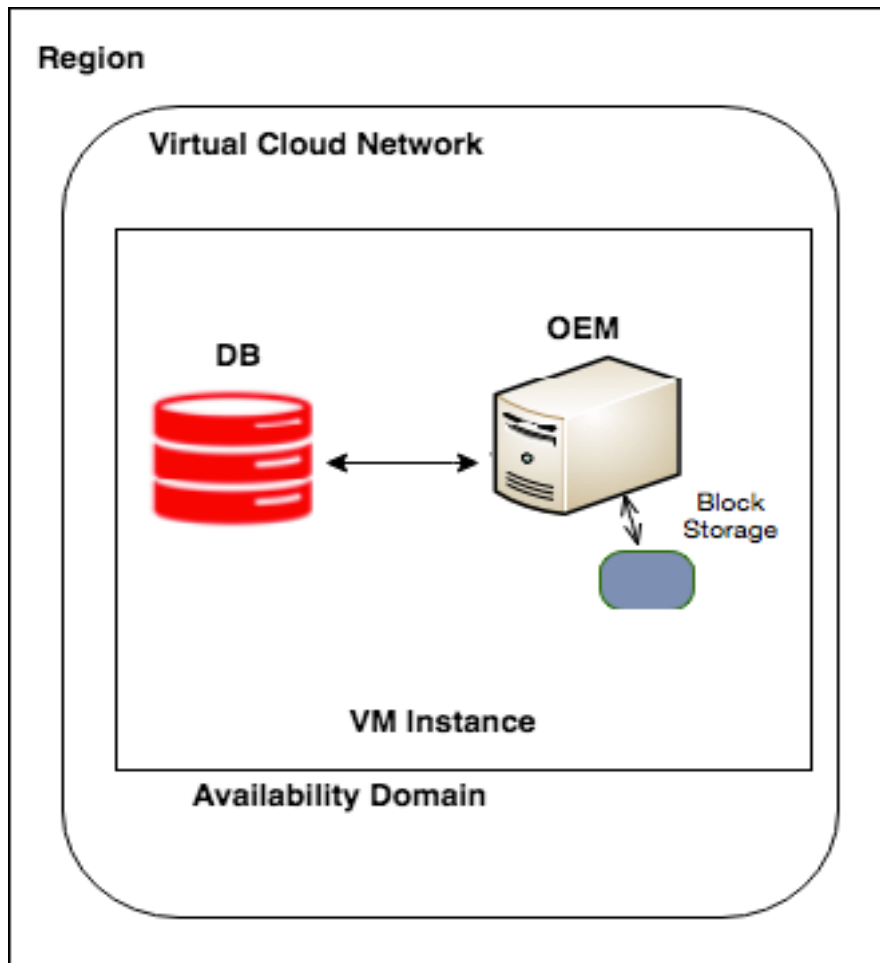 Region
Virtual Cloud Network
OEM
DB
Block
Storage
VM Instance
Availability Domain